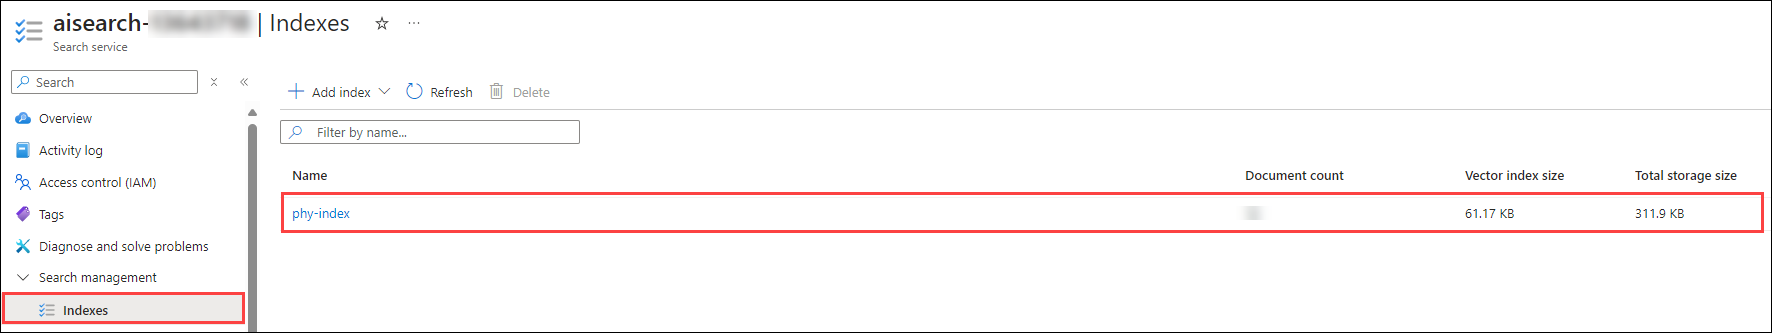 aisearch- | Indexes
Search service
Search
Add index
Refresh
Delete
Overview
Activity log
Access control (IAM)
Tags
Diagnose and solve problems
Search management
Indexes
Filter by name...
Name Document count Vector index size Total storage size
phy-index 61.17 KB 311.9 KB